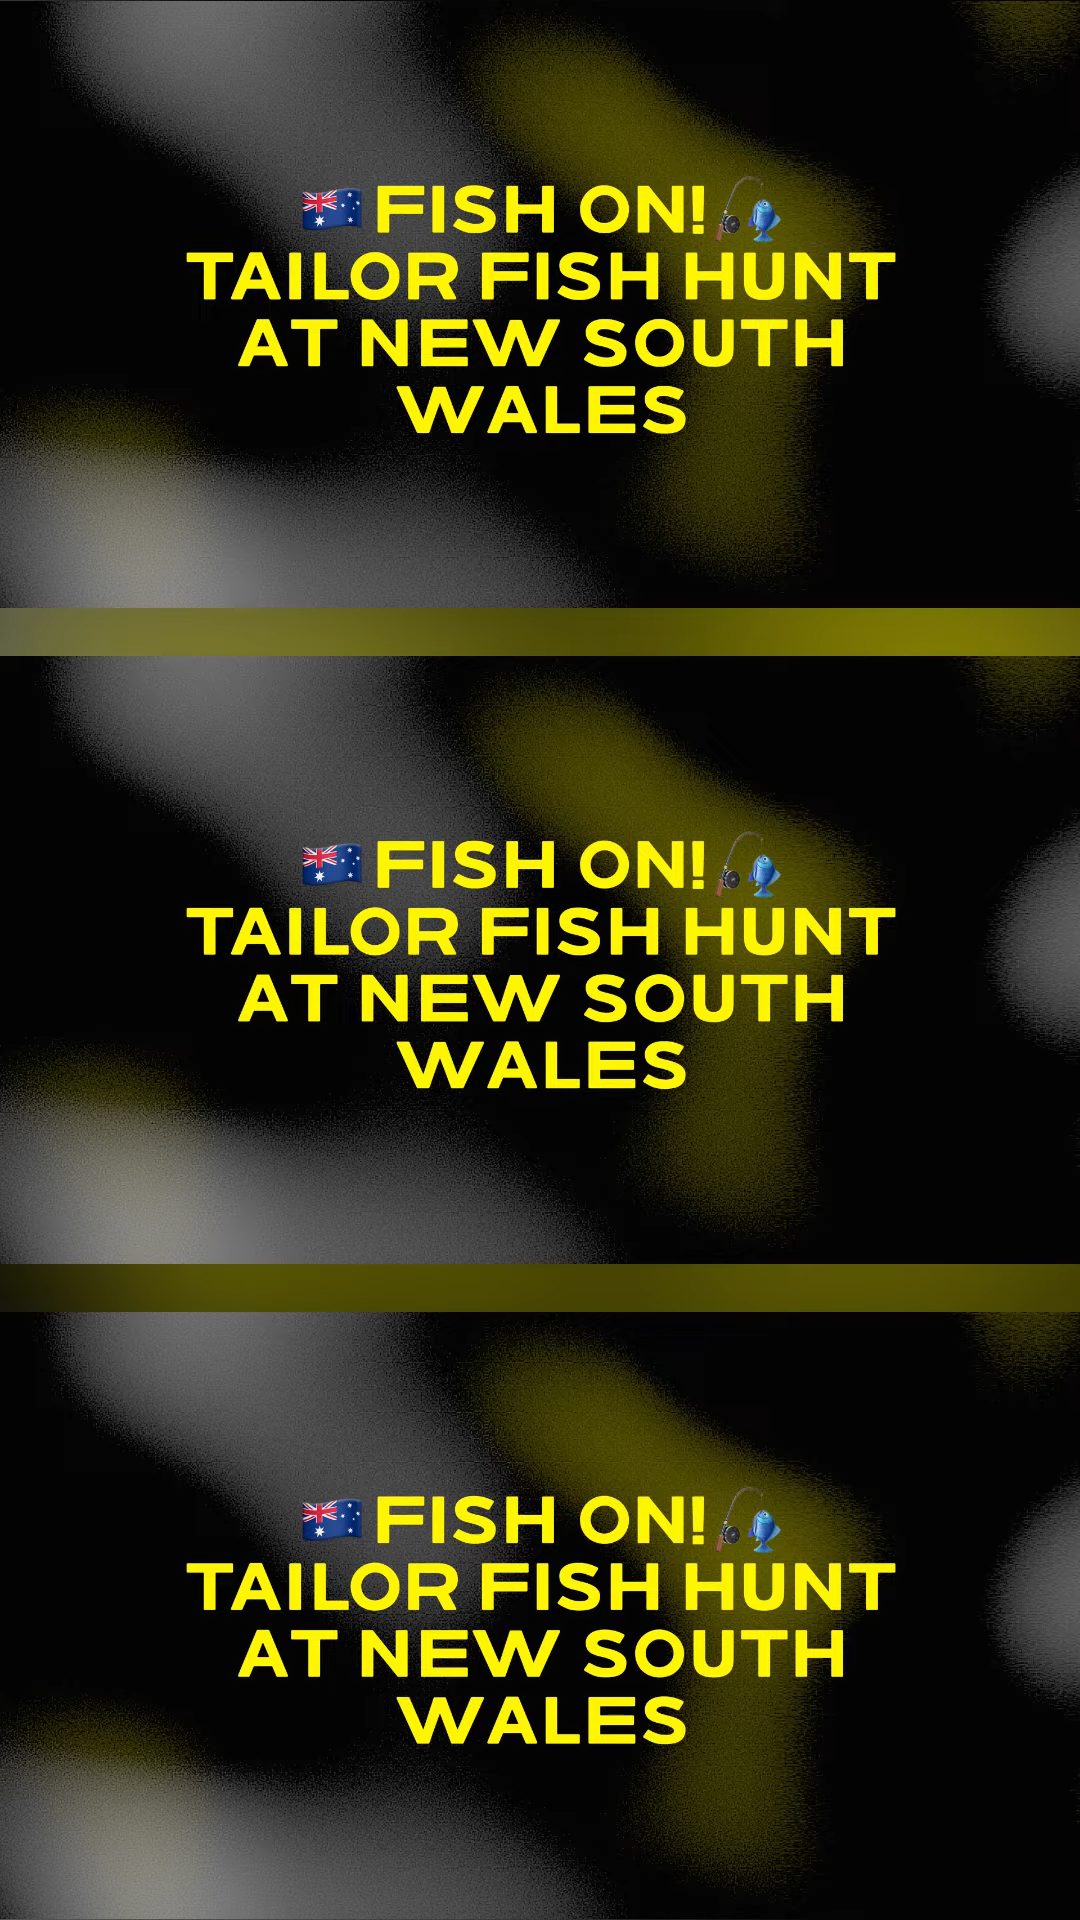 🇦🇺 FISH ON! 🎣
TAILOR FISH HUNT
AT NEW SOUTH
WALES
🇦🇺 FISH ON! 🎣
TAILOR FISH HUNT
AT NEW SOUTH
WALES
🇦🇺 FISH ON! 🎣
TAILOR FISH HUNT
AT NEW SOUTH
WALES